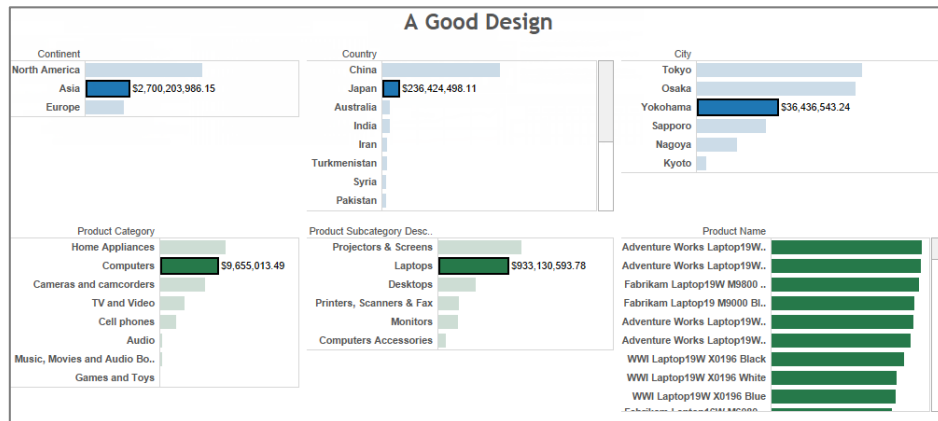 A Good Design
Continent
North America
Asia $2,700,203,986.15
Europe
Country
China
Japan $236,424,498.11
Australia
India
Iran
Turkmenistan
Syria
Pakistan
City
Tokyo
Osaka
Yokohama $36,436,543.24
Sapporo
Nagoya
Kyoto
Product Category
Home Appliances
Computers $9,655,013.49
Cameras and camcorders
TV and Video
Cell phones
Audio
Music, Movies and Audio Bo..
Games and Toys
Product Subcategory Desc..
Projectors & Screens
Laptops $933,130,593.78
Desktops
Printers, Scanners & Fax
Monitors
Computers Accessories
Product Name
Adventure Works Laptop19W..
Adventure Works Laptop19W..
Fabrikam Laptop19W M9800 ..
Fabrikam Laptop19 M9000 Bl..
Adventure Works Laptop19W..
Adventure Works Laptop19W..
WWI Laptop19W X0196 Black
WWI Laptop19W X0196 White
WWI Laptop19W X0196 Blue